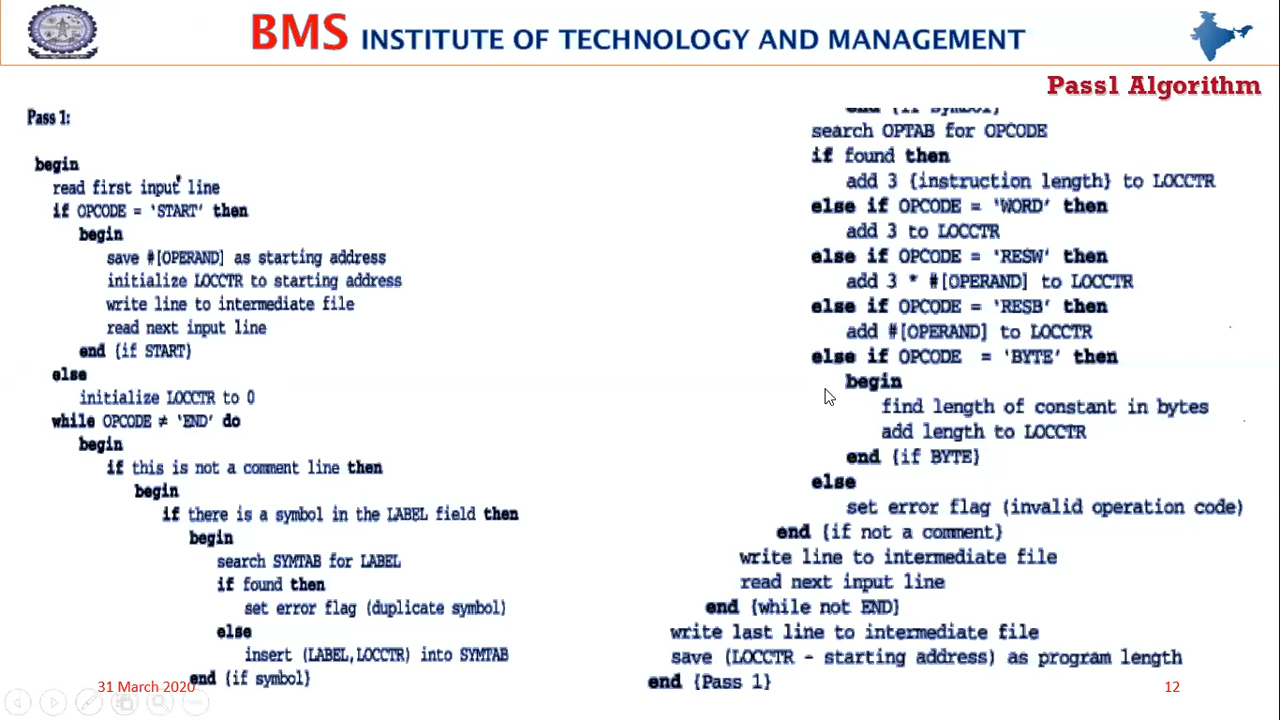 BMS INSTITUTE OF TECHNOLOGY AND MANAGEMENT
Pass1 Algorithm
Pass 1:
begin
read first input line
if OPCODE = 'START' then
begin
save #[OPERAND] as starting address
initialize LOCCTR to starting address
write line to intermediate file
read next input line
end {if START}
else
initialize LOCCTR to 0
while OPCODE ≠ 'END' do
begin
if this is not a comment line then
begin
if there is a symbol in the LABEL field then
begin
search SYMTAB for LABEL
if found then
set error flag (duplicate symbol)
else
insert (LABEL,LOCCTR) into SYMTAB
end {if symbol}
end {if symbol}
search OPTAB for OPCODE
if found then
add 3 {instruction length} to LOCCTR
else if OPCODE = 'WORD' then
add 3 to LOCCTR
else if OPCODE = 'RESW' then
add 3 * #[OPERAND] to LOCCTR
else if OPCODE = 'RESB' then
add #[OPERAND] to LOCCTR
else if OPCODE = 'BYTE' then
begin
find length of constant in bytes
add length to LOCCTR
end {if BYTE}
else
set error flag (invalid operation code)
end {if not a comment}
write line to intermediate file
read next input line
end {while not END}
write last line to intermediate file
save (LOCCTR - starting address) as program length
end {Pass 1}
31 March 2020
12